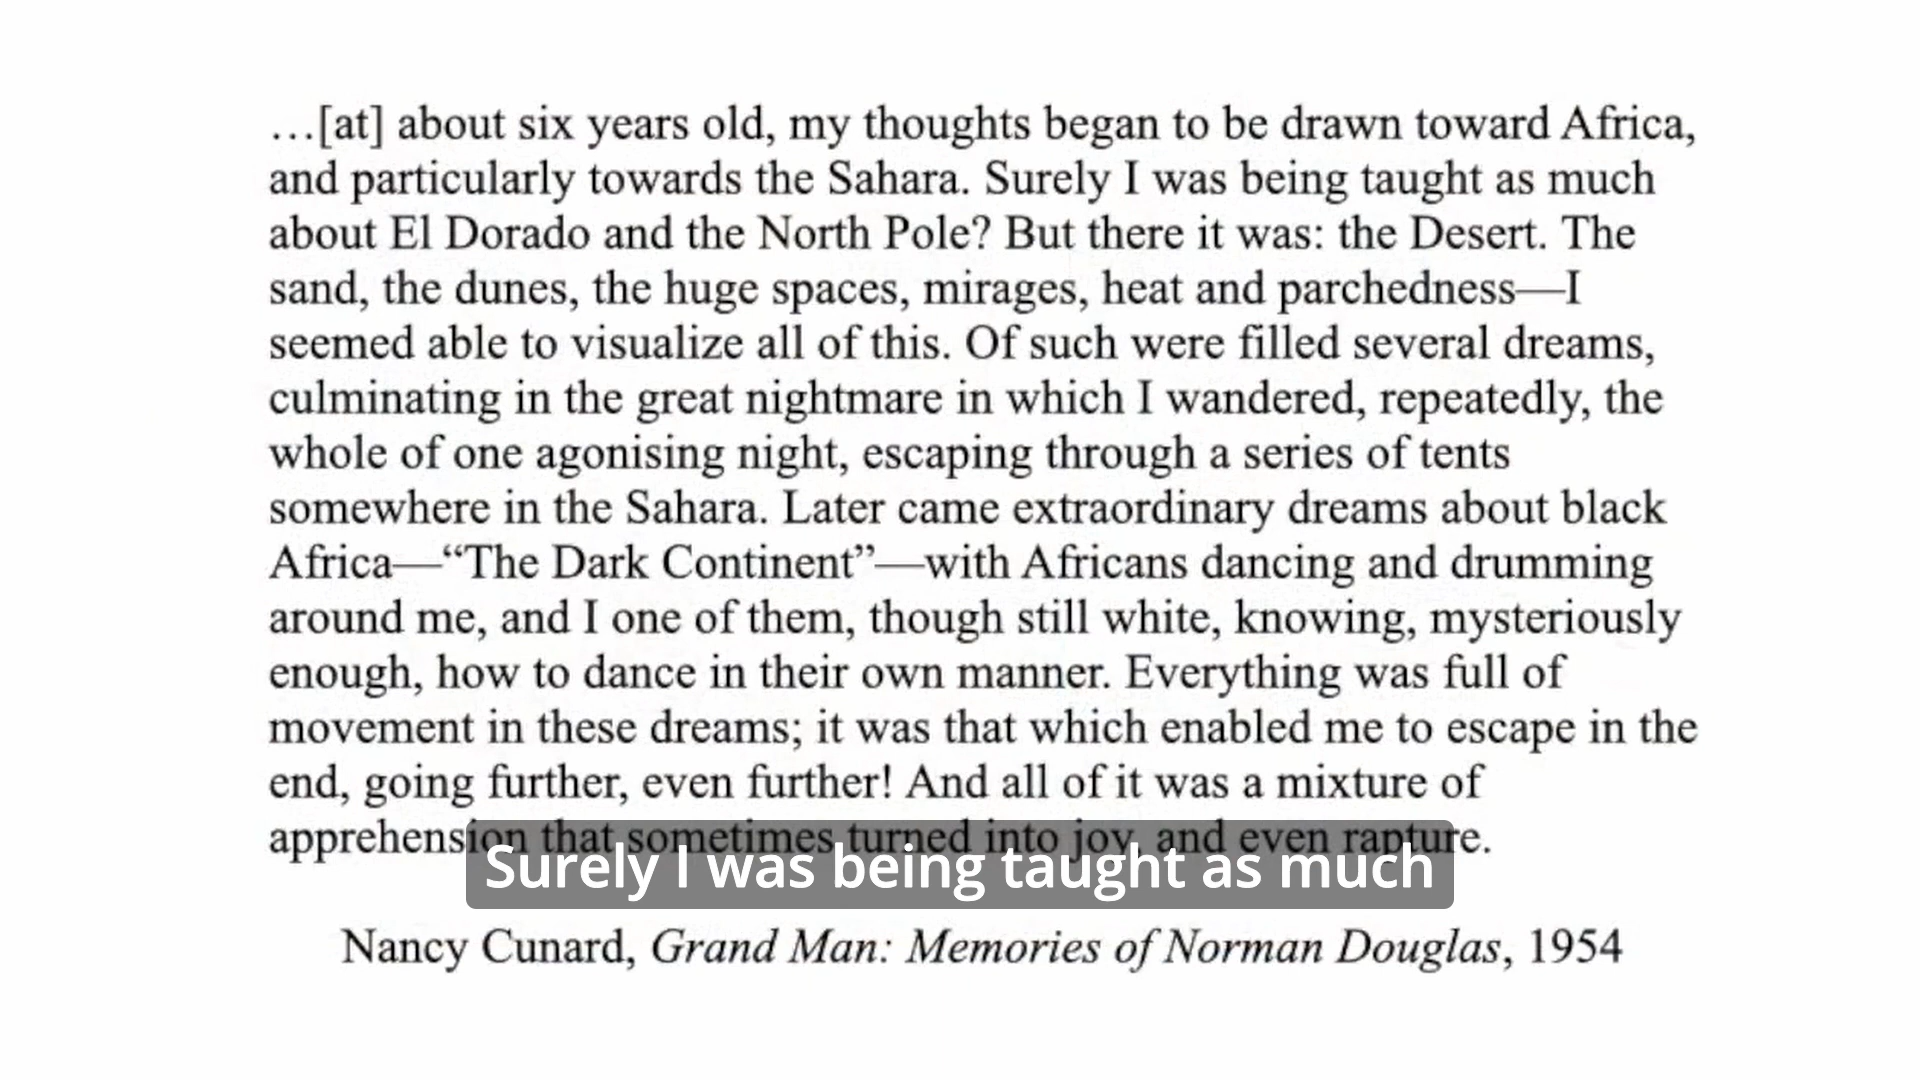 …[at] about six years old, my thoughts began to be drawn toward Africa,
and particularly towards the Sahara. Surely I was being taught as much
about El Dorado and the North Pole? But there it was: the Desert. The
sand, the dunes, the huge spaces, mirages, heat and parchedness—I
seemed able to visualize all of this. Of such were filled several dreams,
culminating in the great nightmare in which I wandered, repeatedly, the
whole of one agonising night, escaping through a series of tents
somewhere in the Sahara. Later came extraordinary dreams about black
Africa—“The Dark Continent”—with Africans dancing and drumming
around me, and I one of them, though still white, knowing, mysteriously
enough, how to dance in their own manner. Everything was full of
movement in these dreams; it was that which enabled me to escape in the
end, going further, even further! And all of it was a mixture of
apprehension that sometimes turned into joy, and even rapture.
Surely I was being taught as much
Nancy Cunard, Grand Man: Memories of Norman Douglas, 1954